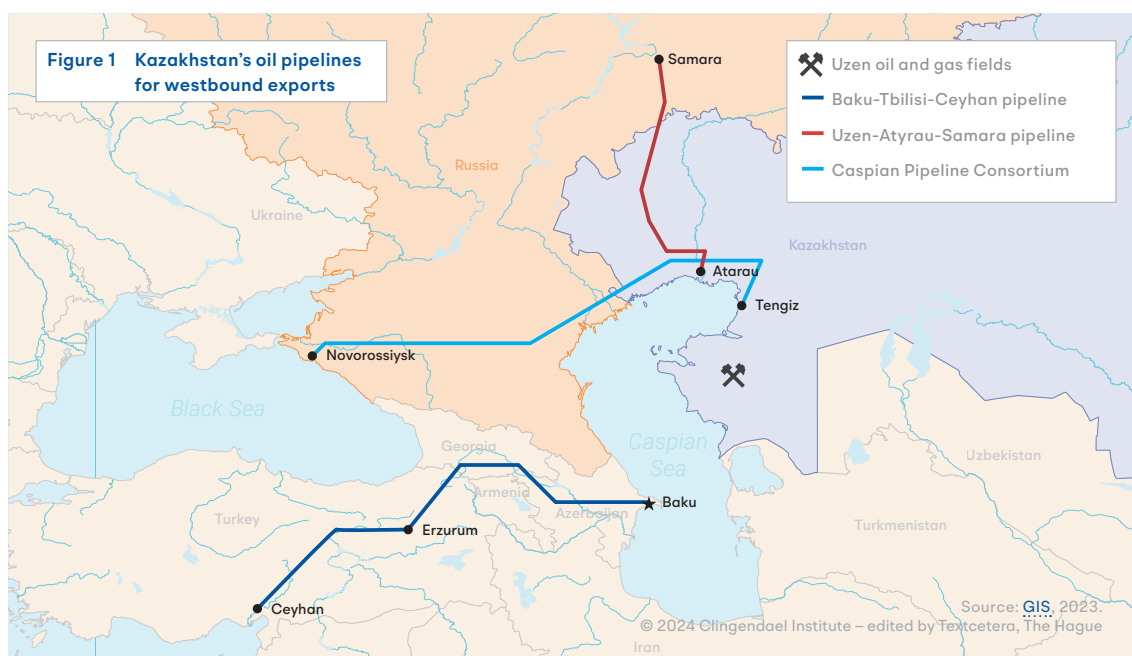 Figure 1 Kazakhstan's oil pipelines
for westbound exports
Uzen oil and gas fields
Baku-Tbilisi-Ceyhan pipeline
Uzen-Atyrau-Samara pipeline
Caspian Pipeline Consortium
Samara
Russia
Ukraine
Kazakhstan
Atarau
Tengiz
Novorossiysk
Black Sea
Caspian
Sea
Georgia
Uzbekistan
Armenia
Baku
Azerbaijan
Turkey
Erzurum
Turkmenistan
Ceyhan
Source: GIS, 2023.
© 2024 Clingendael Institute – edited by Textcetera, The Hague
Iran